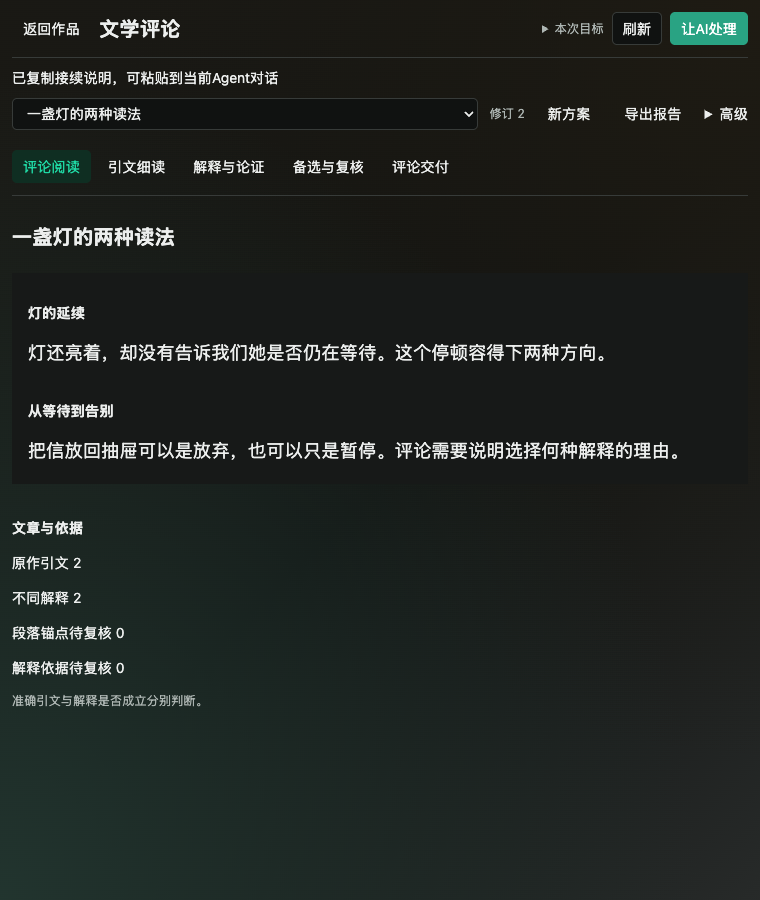 返回作品 文学评论 ▶ 本次目标 刷新 让AI处理
已复制接续说明，可粘贴到当前Agent对话
一盏灯的两种读法 修订 2 新方案 导出报告 ▶ 高级
评论阅读 引文细读 解释与论证 备选与复核 评论交付
一盏灯的两种读法
灯的延续
灯还亮着，却没有告诉我们她是否仍在等待。这个停顿容得下两种方向。
从等待到告别
把信放回抽屉可以是放弃，也可以只是暂停。评论需要说明选择何种解释的理由。
文章与依据
原作引文 2
不同解释 2
段落锚点待复核 0
解释依据待复核 0
准确引文与解释是否成立分别判断。